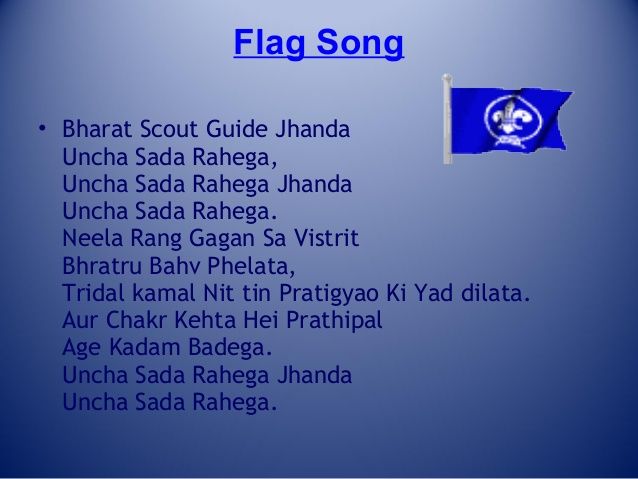 Flag Song
• Bharat Scout Guide Jhanda
Uncha Sada Rahega,
Uncha Sada Rahega Jhanda
Uncha Sada Rahega.
Neela Rang Gagan Sa Vistrit
Bhratru Bahv Phelata,
Tridal kamal Nit tin Pratigyao Ki Yad dilata.
Aur Chakr Kehta Hei Prathipal
Age Kadam Badega.
Uncha Sada Rahega Jhanda
Uncha Sada Rahega.